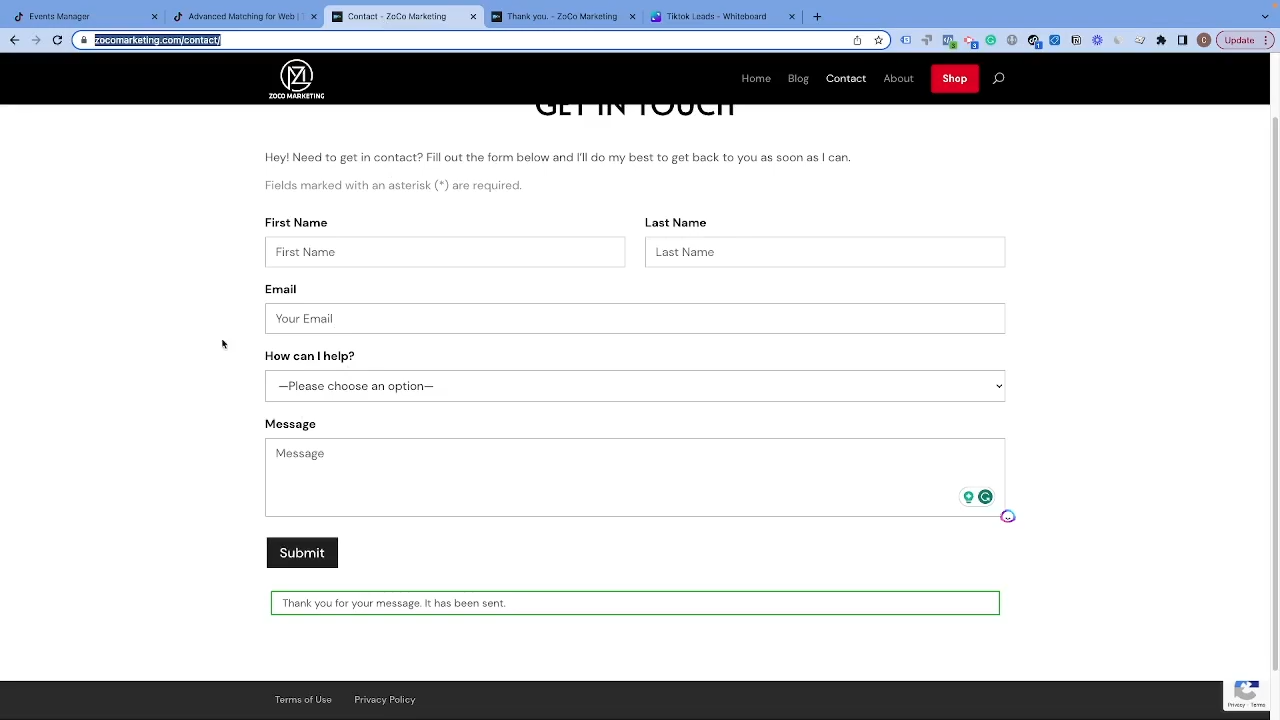 Events Manager
Advanced Matching for Web
Contact - ZoCo Marketing
Thank you. - ZoCo Marketing
Tiktok Leads - Whiteboard
zocomarketing.com/contact/
Update
ZOCO MARKETING
Home
Blog
Contact
About
Shop
GET IN TOUCH
Hey! Need to get in contact? Fill out the form below and I'll do my best to get back to you as soon as I can.
Fields marked with an asterisk (*) are required.
First Name
Last Name
First Name
Last Name
Email
Your Email
How can I help?
—Please choose an option—
Message
Message
Submit
Thank you for your message. It has been sent.
Terms of Use
Privacy Policy
Privacy - Terms